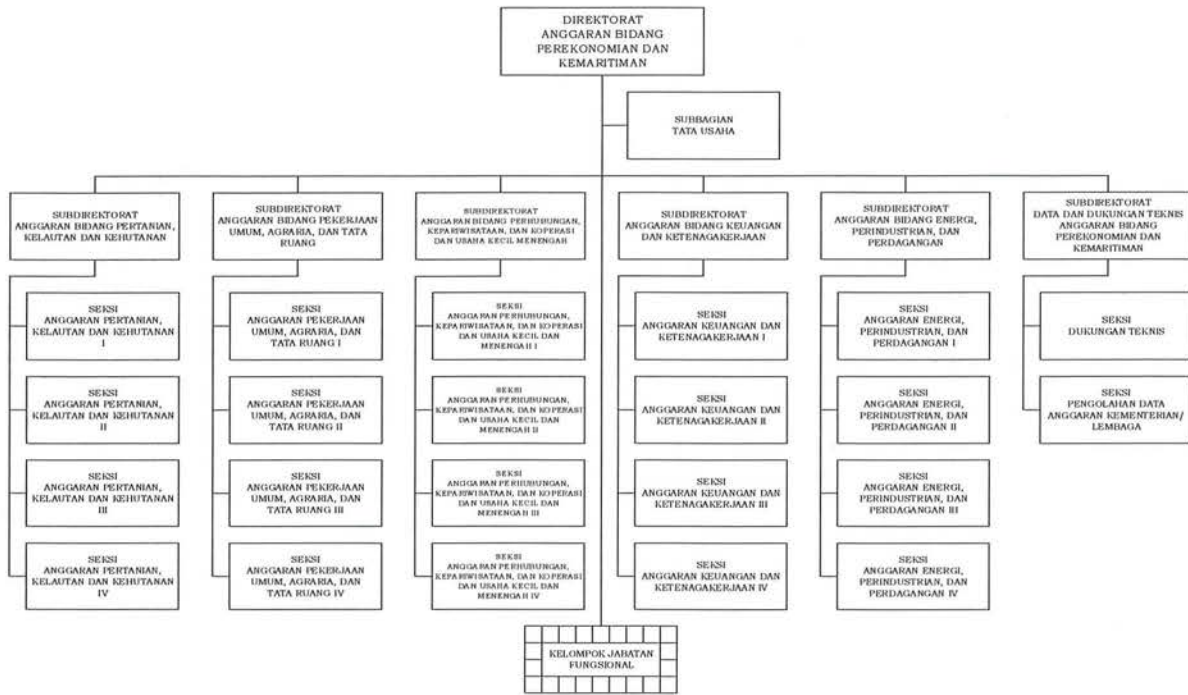 DIREKTORAT
ANGGARAN BIDANG
PEREKONOMIAN DAN
KEMARITIMAN
SUBBAGIAN
TATA USAHA
SUBDIREKTORAT
ANGGARAN BIDANG PERTANIAN,
KELAUTAN DAN KEHUTANAN
SUBDIREKTORAT
ANGGARAN BIDANG PEKERJAAN
UMUM, AGRARIA, DAN TATA
RUANG
SUBDIREKTORAT
ANGGARAN BIDANG PERHUBUNGAN,
KEPARIWISATAAN, DAN KOPERASI
DAN USAHA KECIL MENENGAH
SUBDIREKTORAT
ANGGARAN BIDANG KEUANGAN
DAN KETENAGAKERJAAN
SUBDIREKTORAT
ANGGARAN BIDANG ENERGI,
PERINDUSTRIAN, DAN
PERDAGANGAN
SUBDIREKTORAT
DATA DAN DUKUNGAN TEKNIS
ANGGARAN BIDANG
PEREKONOMIAN DAN
KEMARITIMAN
SEKSI
ANGGARAN PERTANIAN,
KELAUTAN DAN KEHUTANAN
I
SEKSI
ANGGARAN PEKERJAAN
UMUM, AGRARIA, DAN
TATA RUANG I
SEKSI
ANGGARAN PERHUBUNGAN,
KEPARIWISATAAN, DAN KOPERASI
DAN USAHA KECIL DAN
MENENGAH I
SEKSI
ANGGARAN KEUANGAN DAN
KETENAGAKERJAAN I
SEKSI
ANGGARAN ENERGI,
PERINDUSTRIAN, DAN
PERDAGANGAN I
SEKSI
DUKUNGAN TEKNIS
SEKSI
ANGGARAN PERTANIAN,
KELAUTAN DAN KEHUTANAN
II
SEKSI
ANGGARAN PEKERJAAN
UMUM, AGRARIA, DAN
TATA RUANG II
SEKSI
ANGGARAN PERHUBUNGAN,
KEPARIWISATAAN, DAN KOPERASI
DAN USAHA KECIL DAN
MENENGAH II
SEKSI
ANGGARAN KEUANGAN DAN
KETENAGAKERJAAN II
SEKSI
ANGGARAN ENERGI,
PERINDUSTRIAN, DAN
PERDAGANGAN II
SEKSI
PENGOLAHAN DATA
ANGGARAN KEMENTERIAN/
LEMBAGA
SEKSI
ANGGARAN PERTANIAN,
KELAUTAN DAN KEHUTANAN
III
SEKSI
ANGGARAN PEKERJAAN
UMUM, AGRARIA, DAN
TATA RUANG III
SEKSI
ANGGARAN PERHUBUNGAN,
KEPARIWISATAAN, DAN KOPERASI
DAN USAHA KECIL DAN
MENENGAH III
SEKSI
ANGGARAN KEUANGAN DAN
KETENAGAKERJAAN III
SEKSI
ANGGARAN ENERGI,
PERINDUSTRIAN, DAN
PERDAGANGAN III
SEKSI
ANGGARAN PERTANIAN,
KELAUTAN DAN KEHUTANAN
IV
SEKSI
ANGGARAN PEKERJAAN
UMUM, AGRARIA, DAN
TATA RUANG IV
SEKSI
ANGGARAN PERHUBUNGAN,
KEPARIWISATAAN, DAN KOPERASI
DAN USAHA KECIL DAN
MENENGAH IV
SEKSI
ANGGARAN KEUANGAN DAN
KETENAGAKERJAAN IV
SEKSI
ANGGARAN ENERGI,
PERINDUSTRIAN, DAN
PERDAGANGAN IV
KELOMPOK JABATAN
FUNGSIONAL